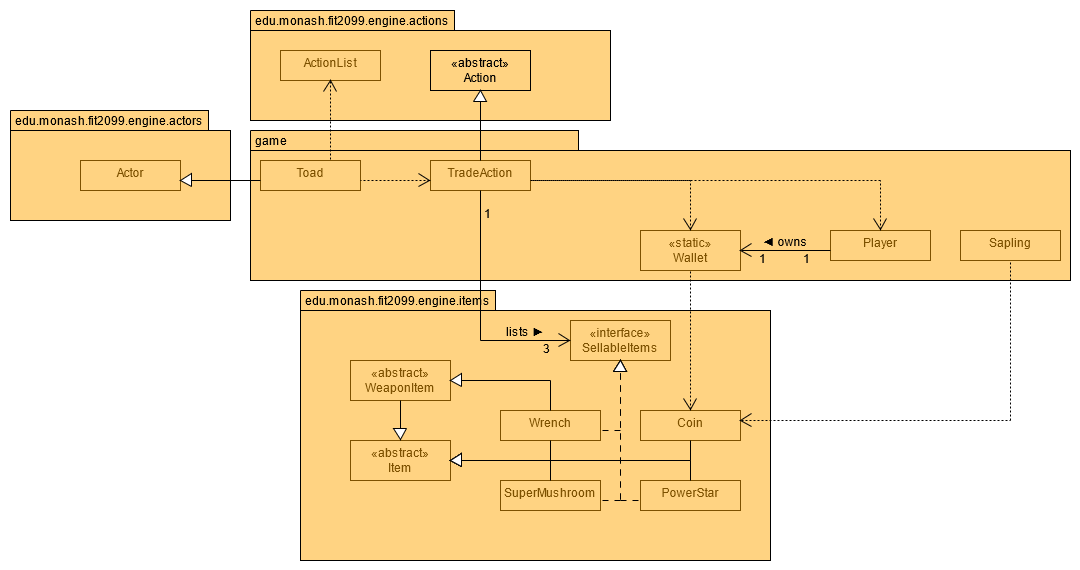 edu.monash.fit2099.engine.actions
ActionList
«abstract»
Action
edu.monash.fit2099.engine.actors
Actor
game
Toad
TradeAction
1
«static»
Wallet
◄ owns
1
1
Player
Sapling
edu.monash.fit2099.engine.items
lists ►
3
«interface»
SellableItems
«abstract»
WeaponItem
Wrench
Coin
«abstract»
Item
SuperMushroom
PowerStar